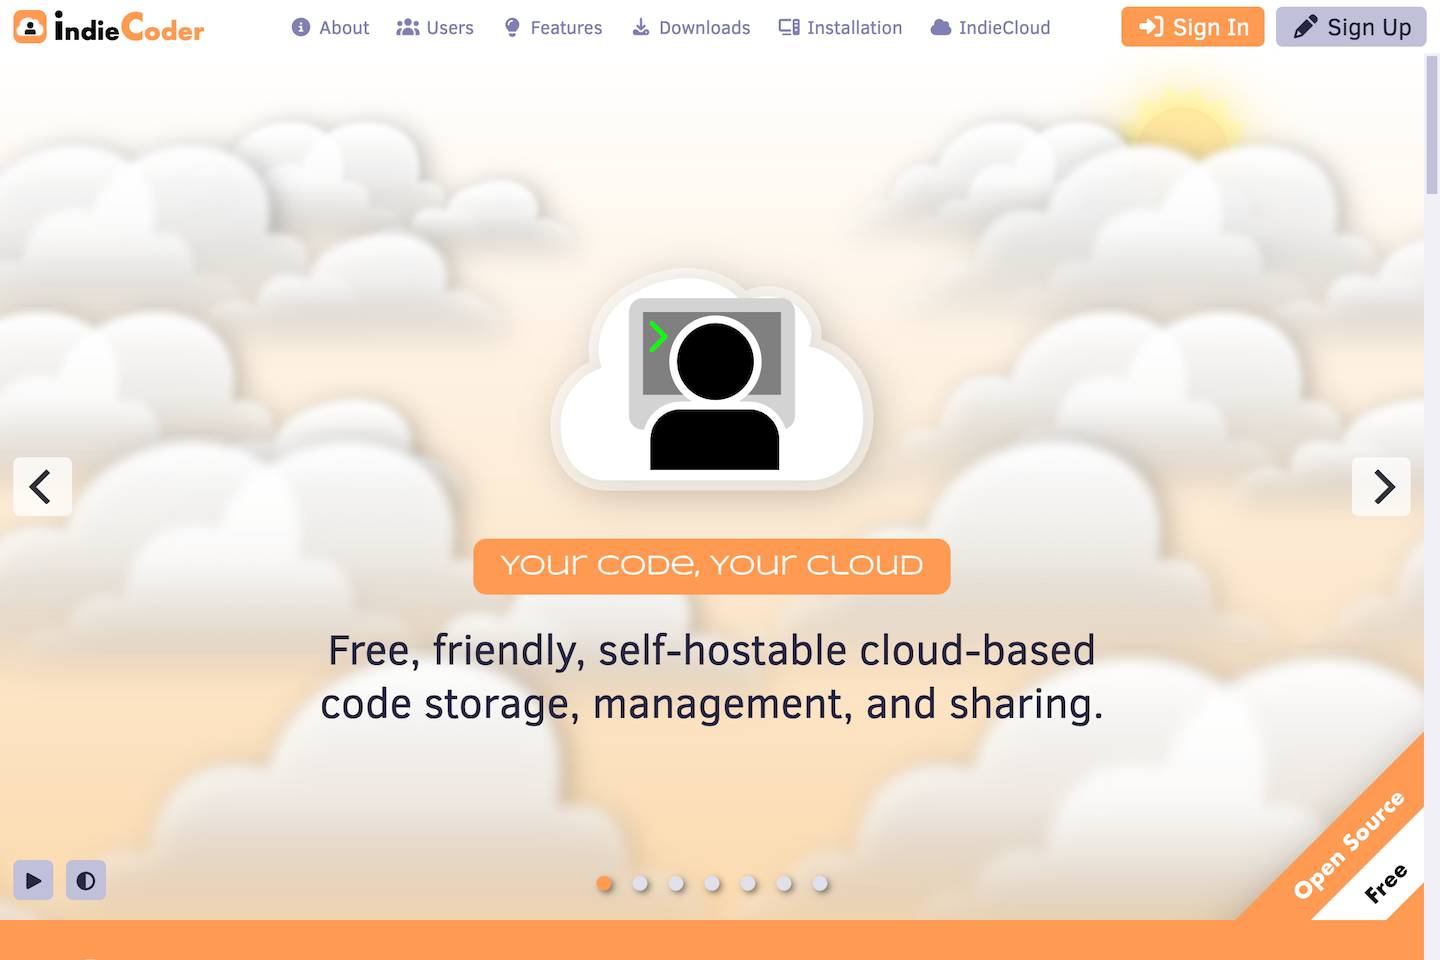 indieCoder
About
Users
Features
Downloads
Installation
IndieCloud
Sign In
Sign Up
Your code, your cloud
Free, friendly, self-hostable cloud-based
code storage, management, and sharing.
Open Source
Free